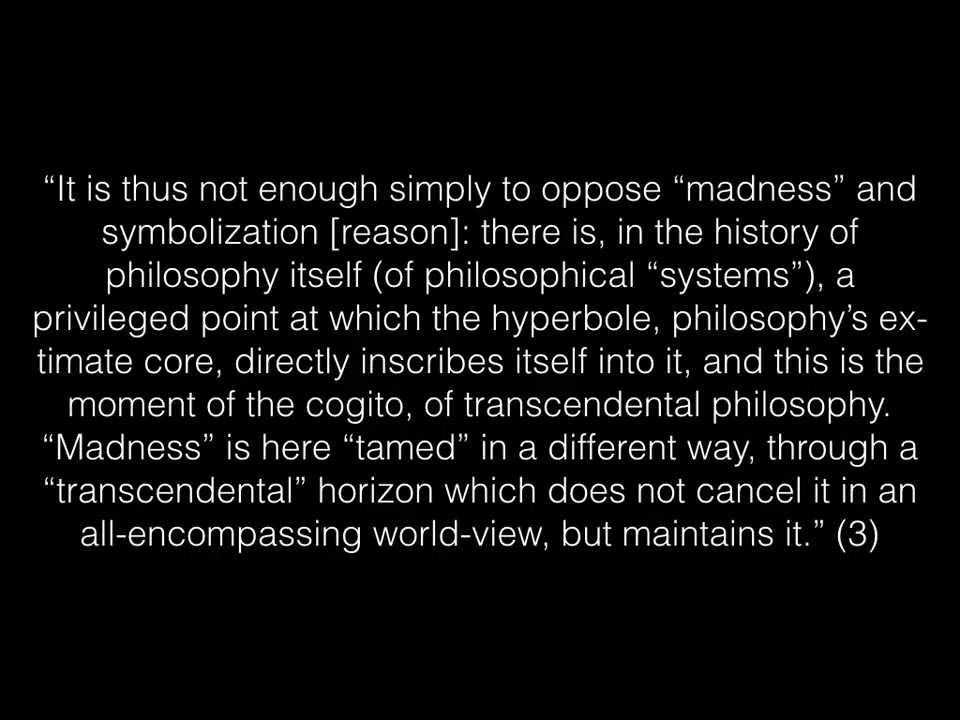 “It is thus not enough simply to oppose “madness” and
symbolization [reason]: there is, in the history of
philosophy itself (of philosophical “systems”), a
privileged point at which the hyperbole, philosophy’s ex-
timate core, directly inscribes itself into it, and this is the
moment of the cogito, of transcendental philosophy.
“Madness” is here “tamed” in a different way, through a
“transcendental” horizon which does not cancel it in an
all-encompassing world-view, but maintains it.” (3)